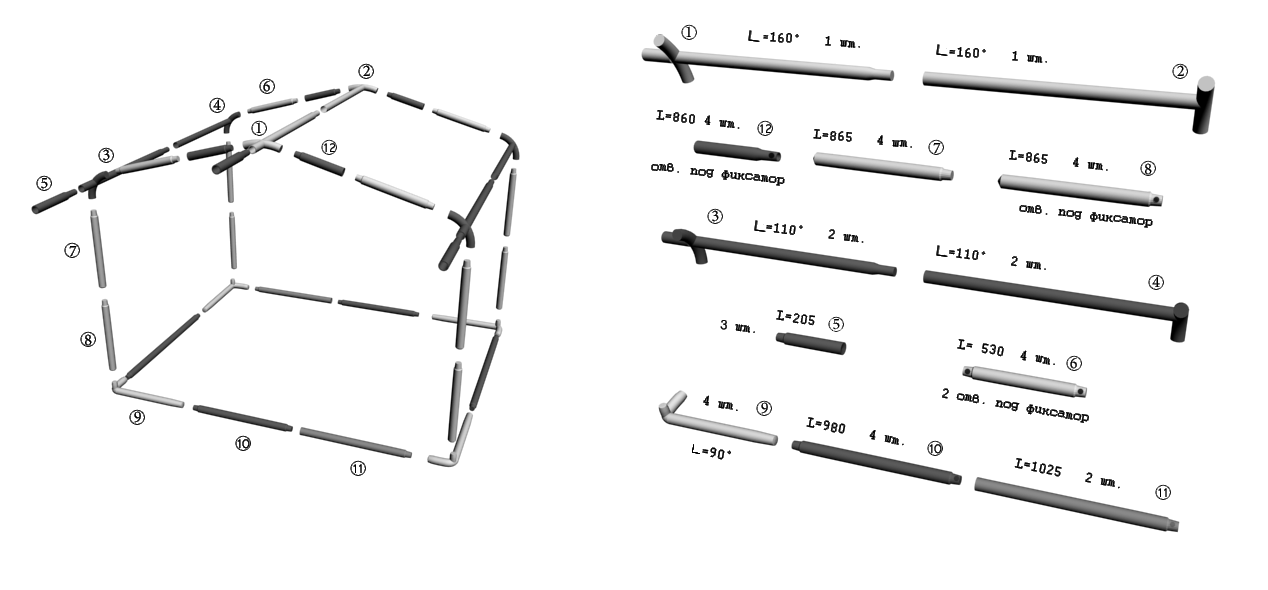 ②
⑥
④
①
⑫
③
⑤
⑦
⑧
⑨
⑩
⑪
①
∟=160° 1 шт.
∟=160° 1 шт.
②
L=860 4 шт. ⑫
отв. под фиксатор
L=865 4 шт. ⑦
L=865 4 шт. ⑧
отв. под фиксатор
③
∟=110° 2 шт.
∟=110° 2 шт.
④
3 шт. L=205 ⑤
L= 530 4 шт. ⑥
2 отв. под фиксатор
4 шт. ⑨
∟=90°
L=980 4 шт. ⑩
L=1025 2 шт. ⑪